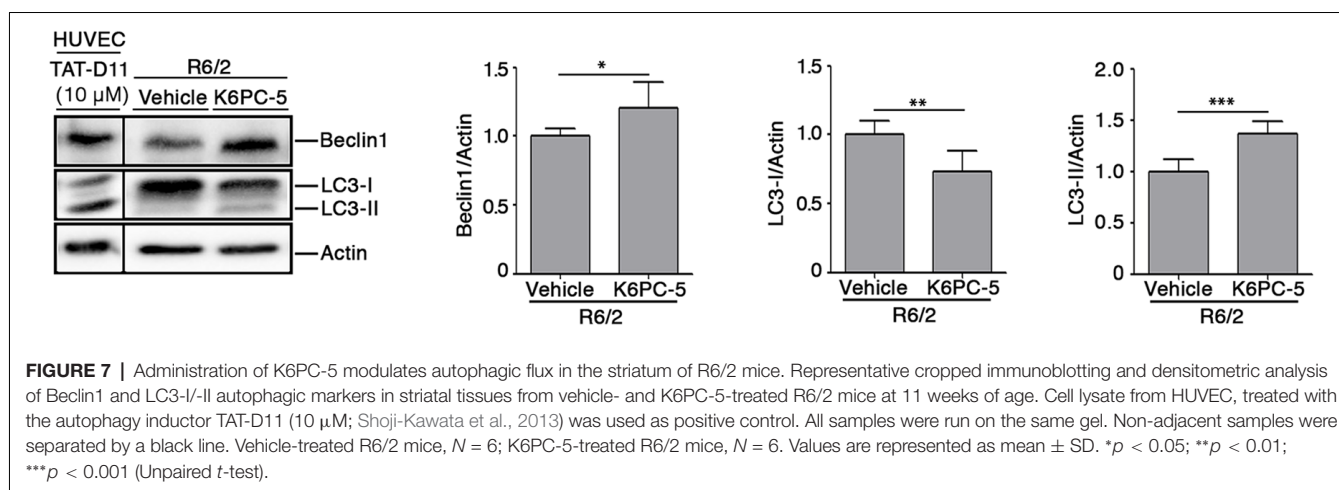 HUVEC
TAT-D11
(10 µM)
R6/2
Vehicle K6PC-5
Beclin1
LC3-I
LC3-II
Actin
Beclin1/Actin
1.5
1.0
0.5
0
*
Vehicle K6PC-5
R6/2
LC3-I/Actin
1.5
1.0
0.5
0
**
Vehicle K6PC-5
R6/2
LC3-II/Actin
2.0
1.5
1.0
0.5
0
***
Vehicle K6PC-5
R6/2
FIGURE 7 | Administration of K6PC-5 modulates autophagic flux in the striatum of R6/2 mice. Representative cropped immunoblotting and densitometric analysis
of Beclin1 and LC3-I/-II autophagic markers in striatal tissues from vehicle- and K6PC-5-treated R6/2 mice at 11 weeks of age. Cell lysate from HUVEC, treated with
the autophagy inductor TAT-D11 (10 µM; Shoji-Kawata et al., 2013) was used as positive control. All samples were run on the same gel. Non-adjacent samples were
separated by a black line. Vehicle-treated R6/2 mice, N = 6; K6PC-5-treated R6/2 mice, N = 6. Values are represented as mean ± SD. *p < 0.05; **p < 0.01;
***p < 0.001 (Unpaired t-test).